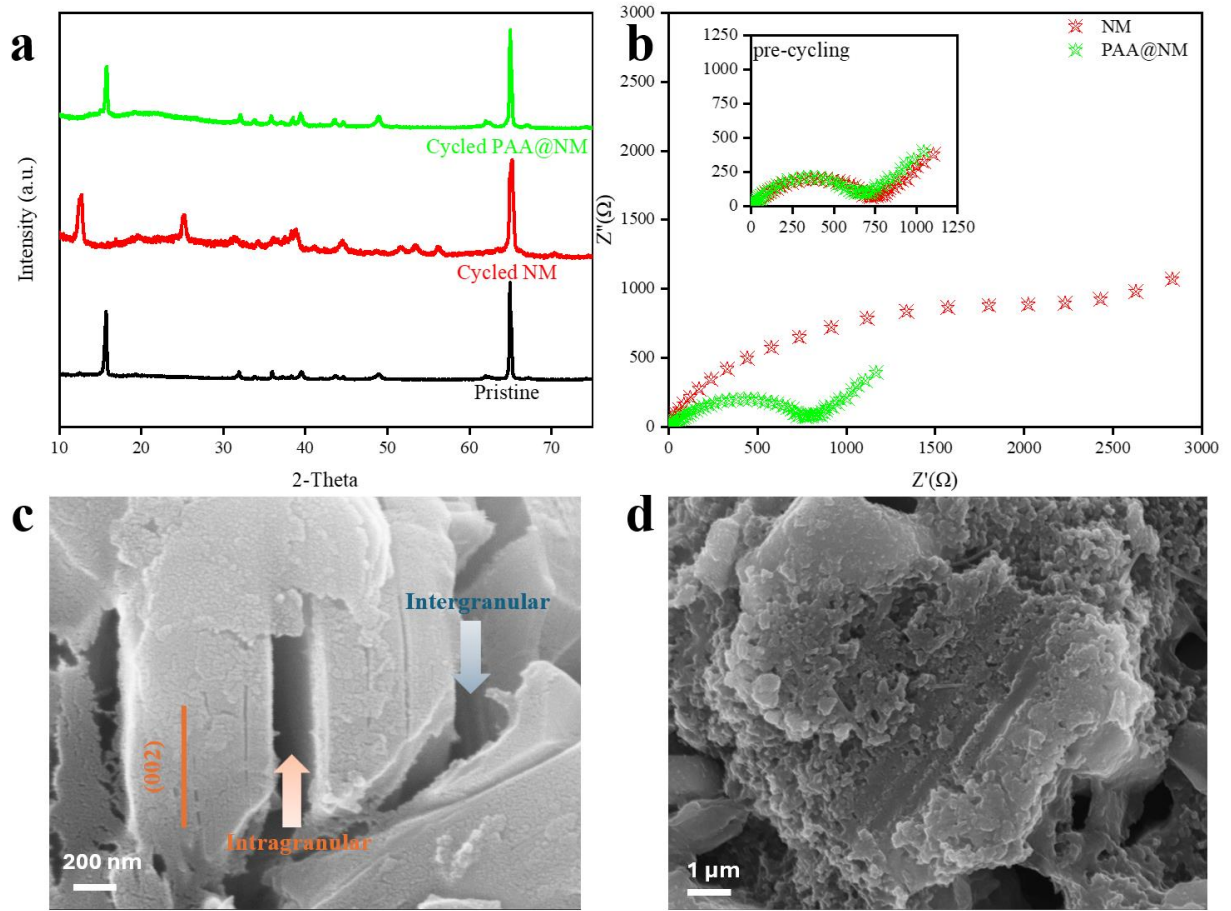 a
Intensity (a.u.)
Cycled PAA@NM
Cycled NM
Pristine
10 20 30 40 50 60 70
2-Theta
b
3000
2500
2000
1500
1000
500
0
Z"(Ω)
NM
PAA@NM
pre-cycling
1250
1000
750
500
250
0
0 250 500 750 1000 1250
0 500 1000 1500 2000 2500 3000
Z'(Ω)
c
Intergranular
(002)
Intragranular
200 nm
d
1 µm